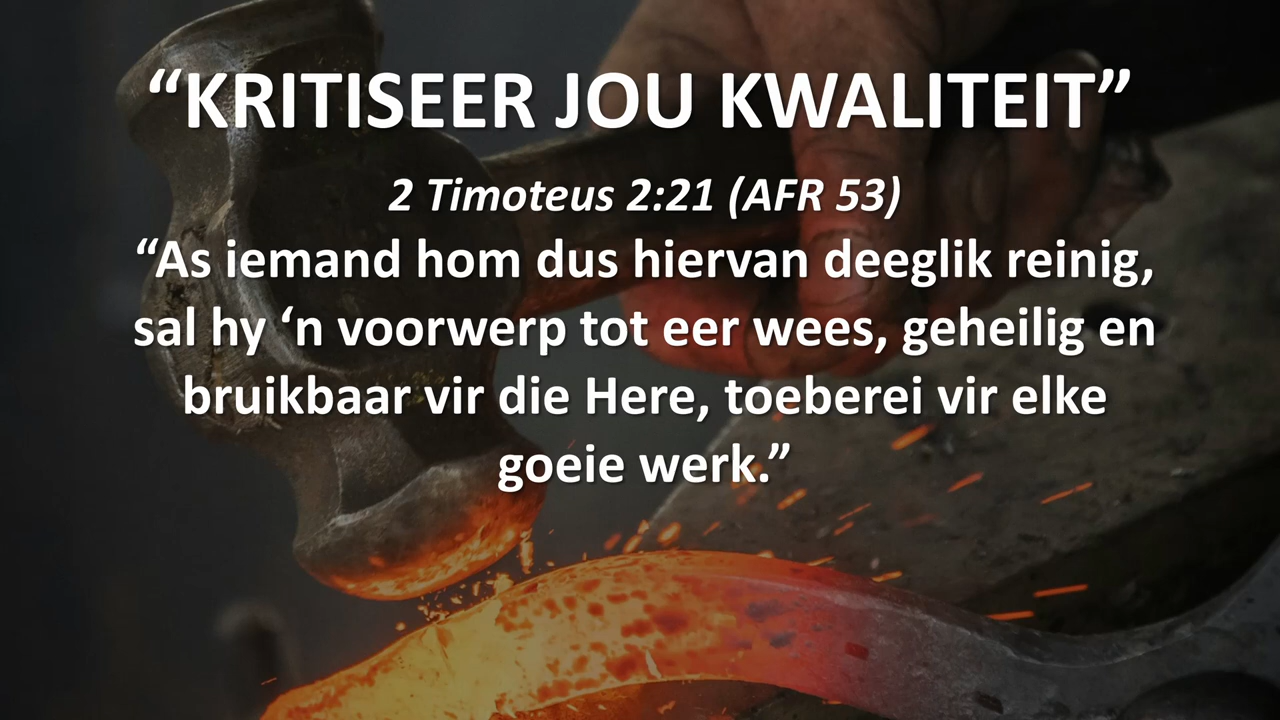 “KRITISEER JOU KWALITEIT”
2 Timoteus 2:21 (AFR 53)
“As iemand hom dus hiervan deeglik reinig,
sal hy ‘n voorwerp tot eer wees, geheilig en
bruikbaar vir die Here, toeberei vir elke
goeie werk.”